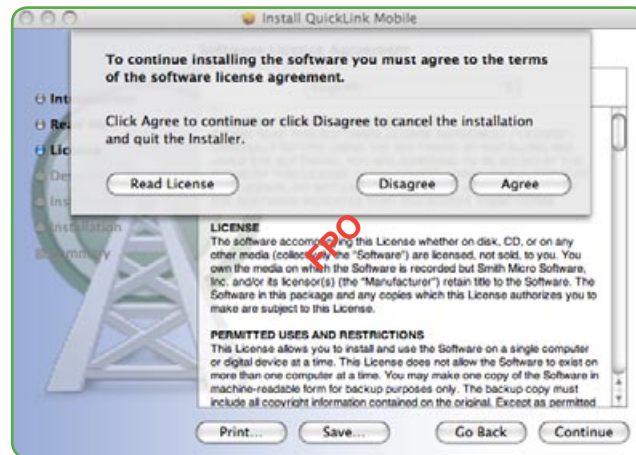 Install QuickLink Mobile
To continue installing the software you must agree to the terms
of the software license agreement.
Click Agree to continue or click Disagree to cancel the installation
and quit the Installer.
Read License
Disagree
Agree
Installation
Summary
LICENSE
The software accompanying this License whether on disk, CD, or on any
other media (collectively the "Software") are licensed, not sold, to you. You
own the media on which the Software is recorded but Smith Micro Software,
Inc. and/or its licensor(s) (the "Manufacturer") retain title to the Software. The
Software in this package and any copies which this License authorizes you to
make are subject to this License.
FPO
PERMITTED USES AND RESTRICTIONS
This License allows you to install and use the Software on a single computer
or digital device at a time. This License does not allow the Software to exist on
more than one computer at a time. You may make one copy of the Software in
machine-readable form for backup purposes only. The backup copy must
include all copyright information contained on the original. Except as permitted
Print...
Save...
Go Back
Continue